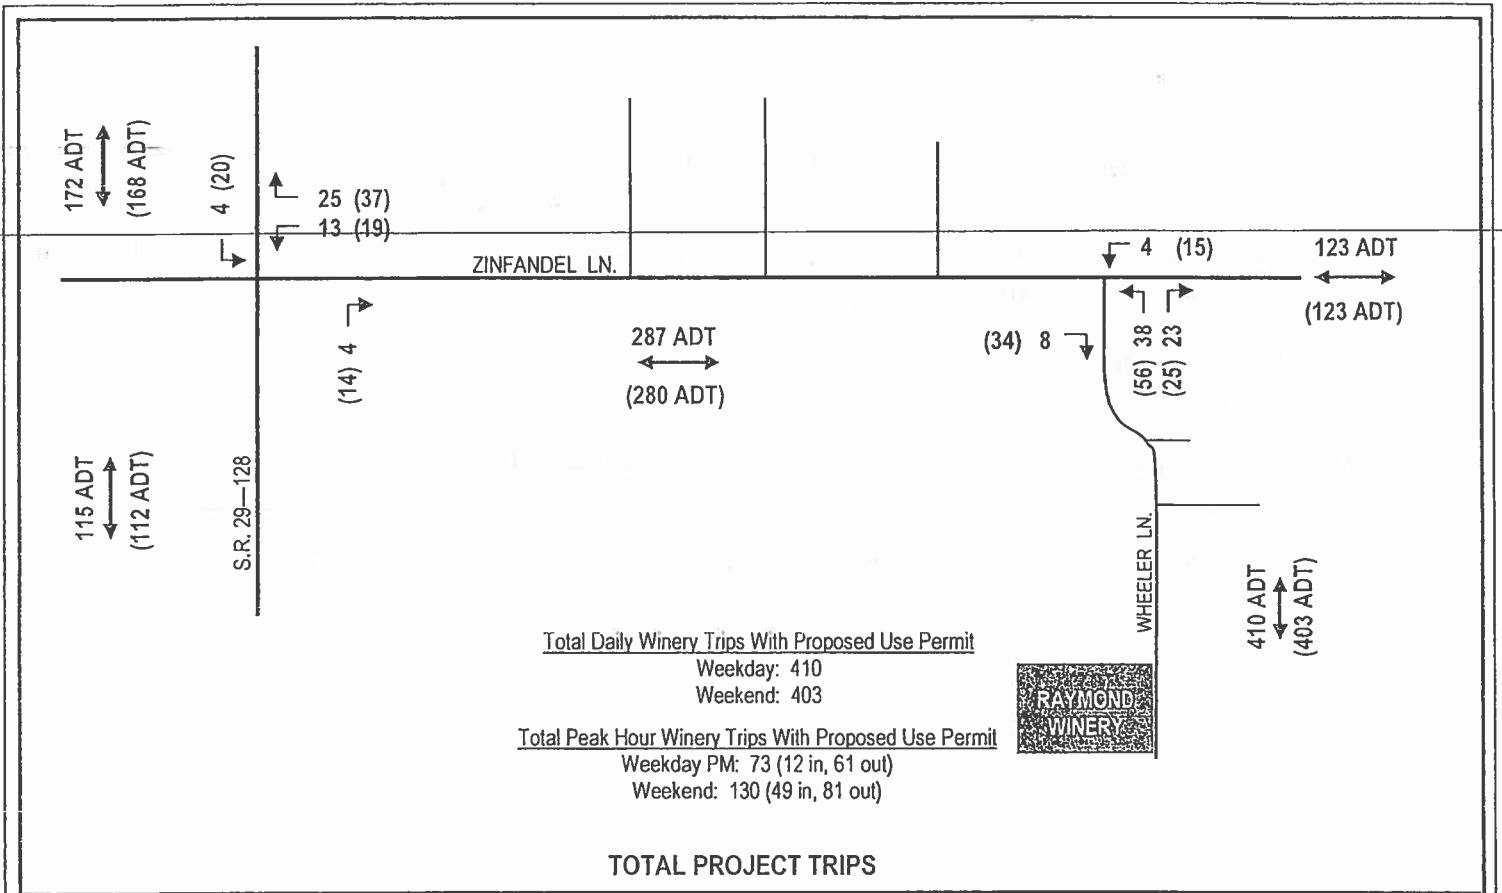 172 ADT
(168 ADT)
4 (20)
25 (37)
13 (19)
ZINFANDEL LN.
4 (15)
123 ADT
(123 ADT)
(14) 4
287 ADT
(280 ADT)
(34) 8
(56) 38
(25) 23
115 ADT
(112 ADT)
S.R. 29—128
WHEELER LN.
410 ADT
(403 ADT)
Total Daily Winery Trips With Proposed Use Permit
Weekday: 410
Weekend: 403
RAYMOND
WINERY
Total Peak Hour Winery Trips With Proposed Use Permit
Weekday PM: 73 (12 in, 61 out)
Weekend: 130 (49 in, 81 out)
TOTAL PROJECT TRIPS